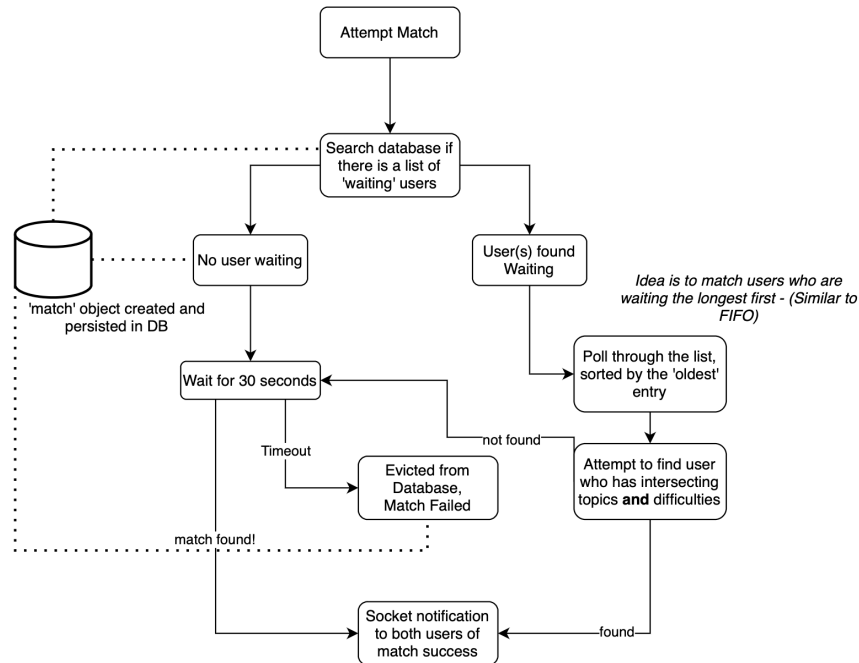 Attempt Match
Search database if
there is a list of
'waiting' users
No user waiting
User(s) found
Waiting
'match' object created and
persisted in DB
Idea is to match users who are
waiting the longest first - (Similar to
FIFO)
Poll through the list,
sorted by the 'oldest'
entry
Wait for 30 seconds
not found
Timeout
Attempt to find user
who has intersecting
topics and difficulties
Evicted from
Database,
Match Failed
match found!
Socket notification
to both users of
match success
found